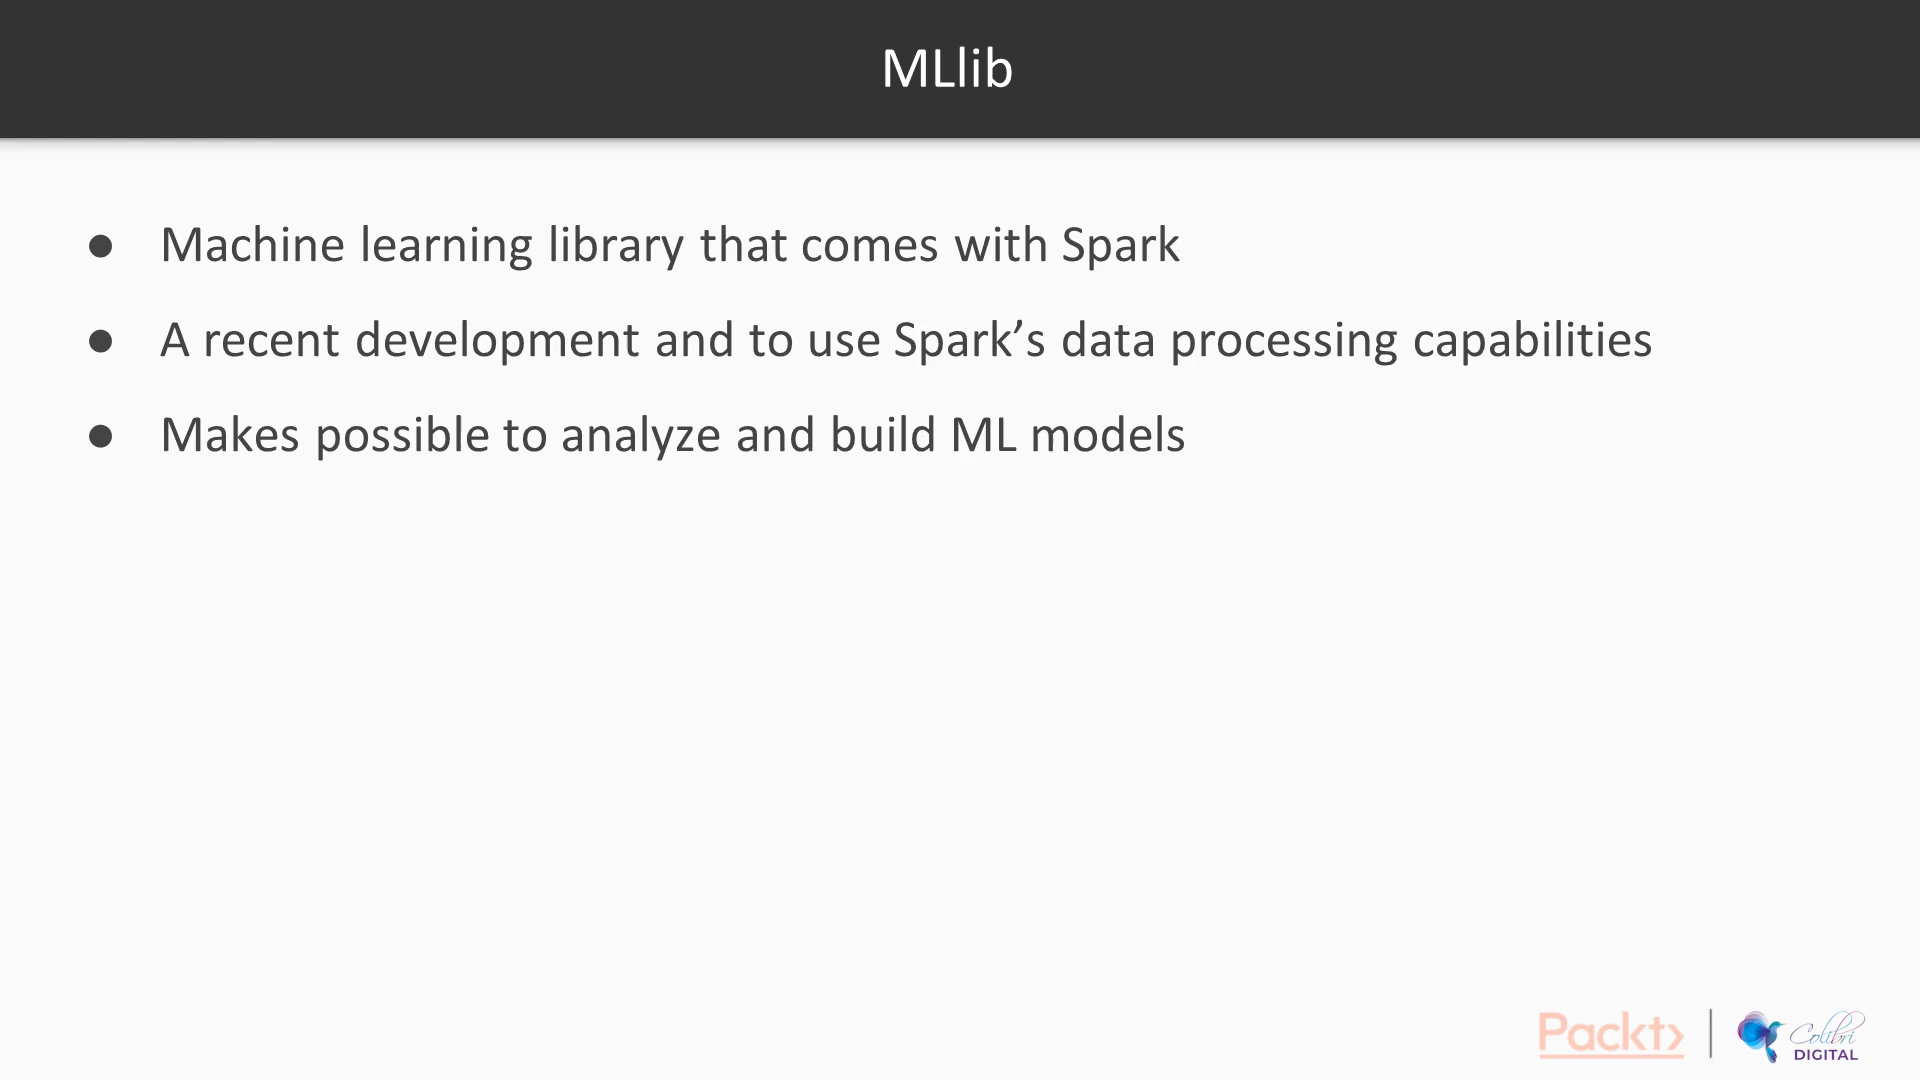 MLlib
● Machine learning library that comes with Spark
● A recent development and to use Spark’s data processing capabilities
● Makes possible to analyze and build ML models
Packt>
Colibri
DIGITAL